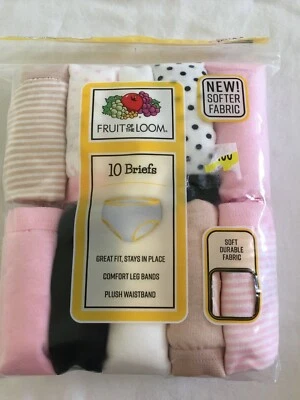 NEW!
SOFTER
FABRIC
FRUIT OF THE LOOM®
10 Briefs
GREAT FIT, STAYS IN PLACE
COMFORT LEG BANDS
PLUSH WAISTBAND
SOFT
DURABLE
FABRIC